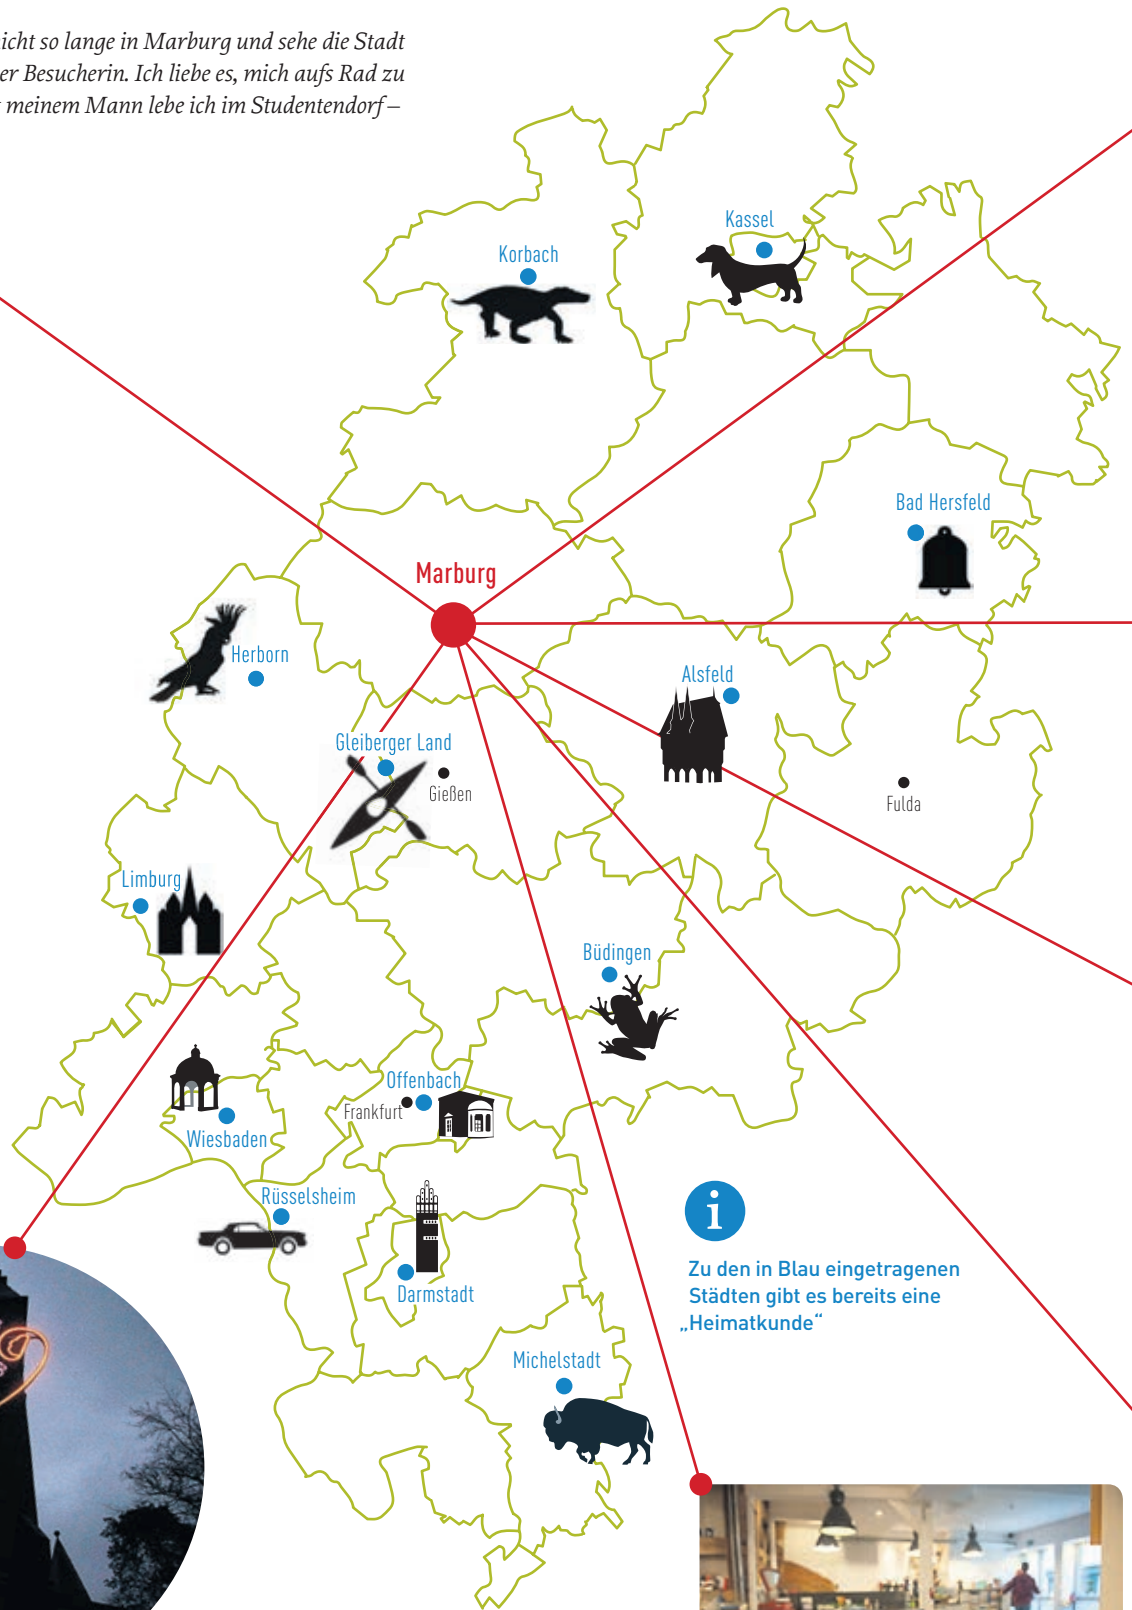 nicht so lange in Marburg und sehe die Stadt
er Besucherin. Ich liebe es, mich aufs Rad zu
meinem Mann lebe ich im Studentendorf –
Kassel
Korbach
Bad Hersfeld
Marburg
Herborn
Alsfeld
Gleiberger Land
Gießen
Fulda
Limburg
Büdingen
Offenbach
Frankfurt
Wiesbaden
Rüsselsheim
i
Zu den in Blau eingetragenen
Städten gibt es bereits eine
„Heimatkunde“
Darmstadt
Michelstadt